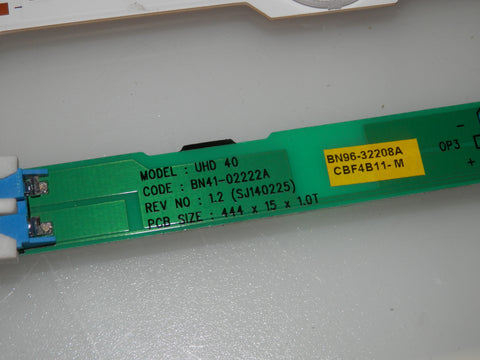 MODEL : UHD 40
CODE : BN41-02222A
REV NO : 1.2 (SJ140225)
PCB SIZE : 444 x 15 x 1.0T
BN96-32208A
CBF4B11-M
OP3
-
+